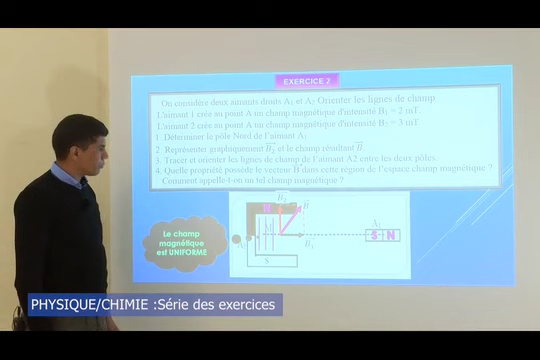 EXERCICE 2
On considère deux aimants droits A₁ et A₂ Orienter les lignes de champ
L'aimant 1 crée au point A un champ magnétique d'intensité B₁ = 2 mT.
L'aimant 2 crée au point A un champ magnétique d'intensité B₂ = 3 mT.
1. Déterminer le pôle Nord de l'aimant A₁
2. Représenter graphiquement B₂ et le champ résultant B.
3. Tracer et orienter les lignes de champ de l'aimant A2 entre les deux pôles.
4. Quelle propriété possède le vecteur B dans cette région de l'espace champ magnétique ?
Comment appelle-t-on un tel champ magnétique ?
Le champ
magnétique
est UNIFORME
B₂
B
M
B₁
S
A₁
S N
PHYSIQUE/CHIMIE :Série des exercices